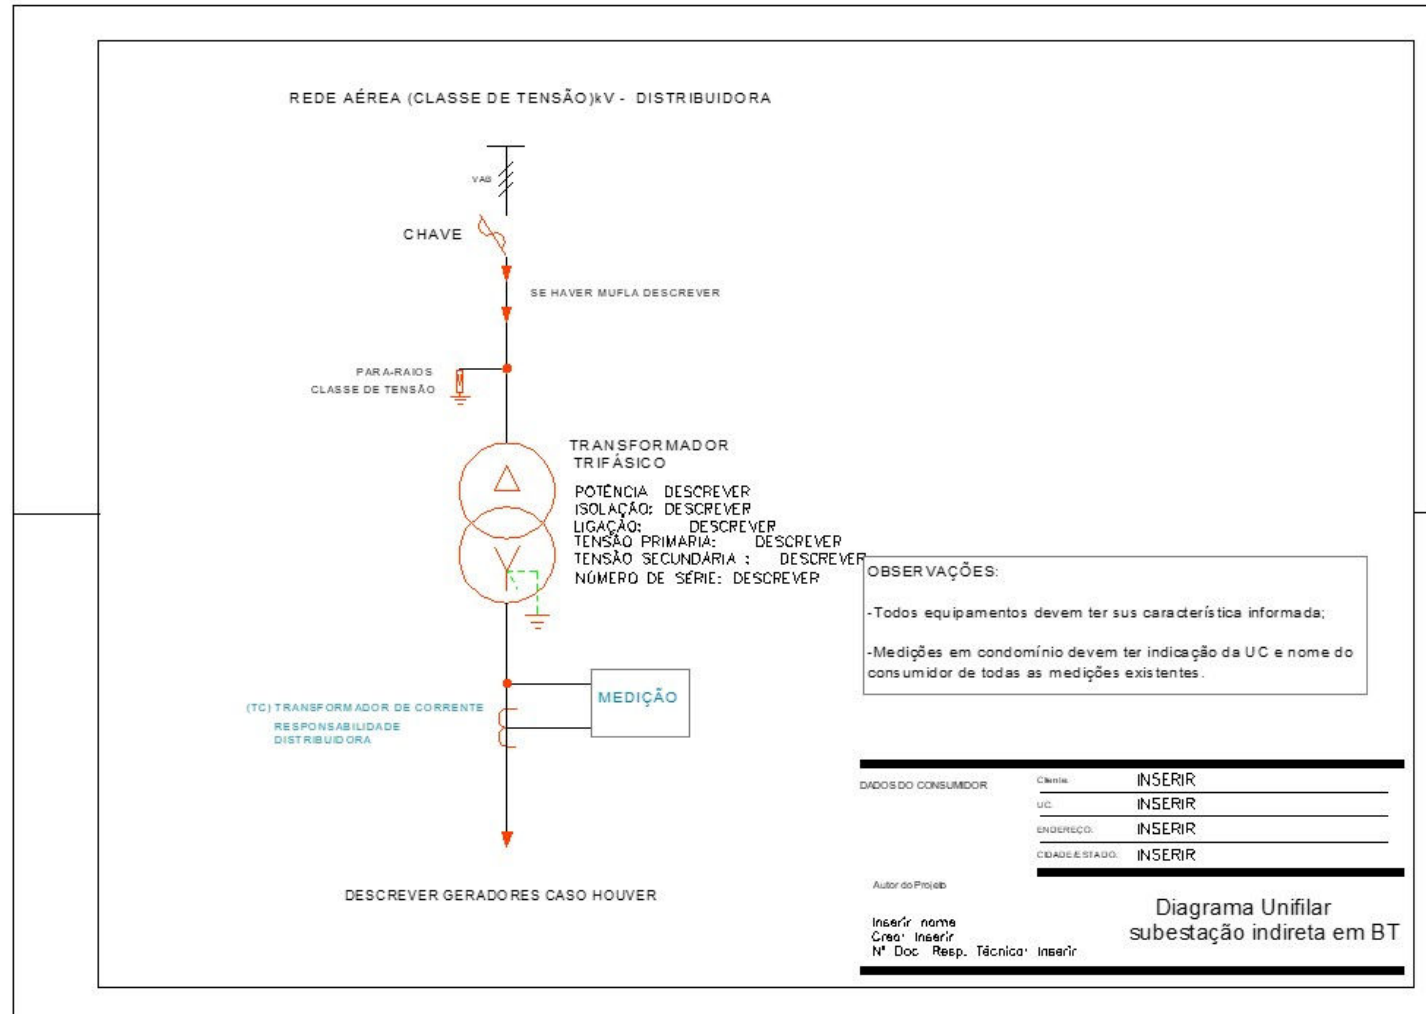 REDE AÉREA (CLASSE DE TENSÃO)kV - DISTRIBUIDORA
VAB
CHAVE
SE HAVER MUFLA DESCREVER
PARA-RAIOS
CLASSE DE TENSÃO
TRANSFORMADOR
TRIFÁSICO
POTÊNCIA DESCREVER
ISOLAÇÃO: DESCREVER
LIGAÇÃO: DESCREVER
TENSÃO PRIMARIA: DESCREVER
TENSÃO SECUNDÁRIA : DESCREVER
NÚMERO DE SÉRIE: DESCREVER
OBSERVAÇÕES:
-Todos equipamentos devem ter sus característica informada;
-Medições em condomínio devem ter indicação da UC e nome do
consumidor de todas as medições existentes.
MEDIÇÃO
(TC) TRANSFORMADOR DE CORRENTE
RESPONSABILIDADE
DISTRIBUIDORA
DESCREVER GERADORES CASO HOUVER
DADOS DO CONSUMIDOR
Cliente: INSERIR
UC: INSERIR
ENDEREÇO: INSERIR
CIDADE/ESTADO: INSERIR
Autor do Projeto
Inserir nome
Crea: Inserir
N° Doc. Resp. Técnica: Inserir
Diagrama Unifilar
subestação indireta em BT